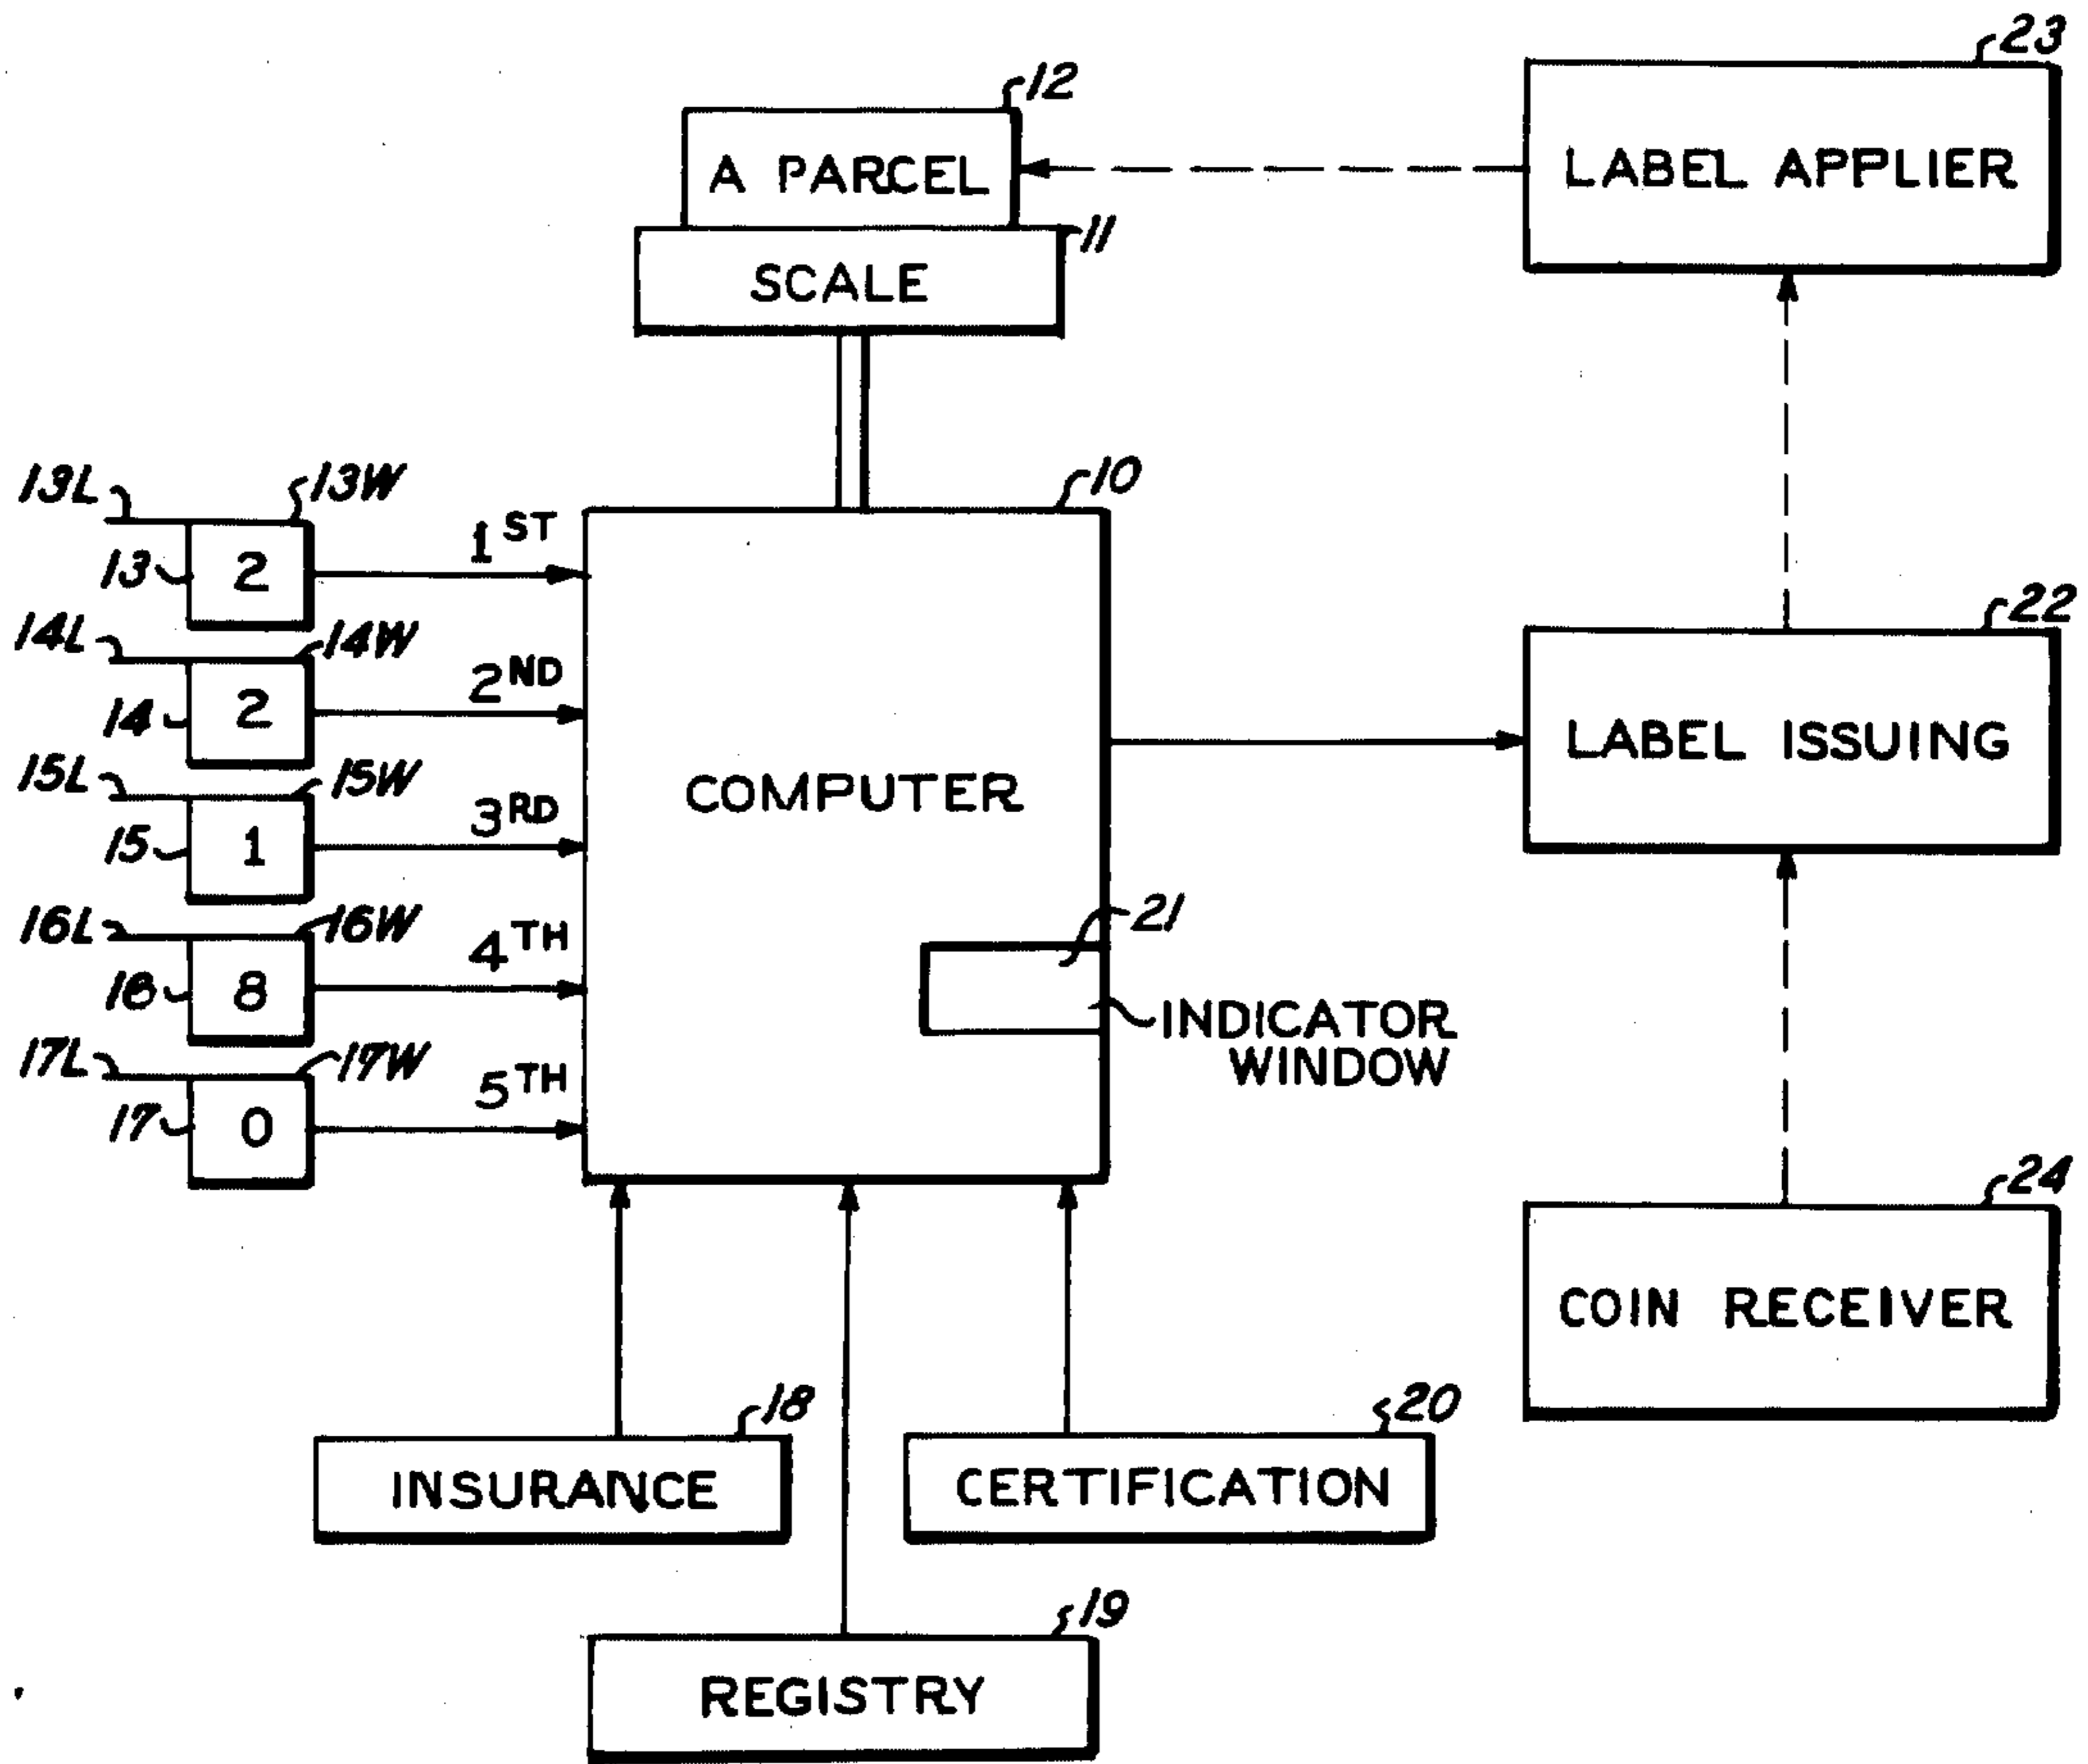 23
12
A PARCEL
LABEL APPLIER
11
SCALE
13L
13W
10
1ST
13
2
14L
14W
22
2ND
14
2
LABEL ISSUING
15L
15W
COMPUTER
3RD
15
1
16L
16W
21
4TH
16
8
INDICATOR
WINDOW
17L
17W
5TH
17
0
24
COIN RECEIVER
18
20
INSURANCE
CERTIFICATION
19
REGISTRY